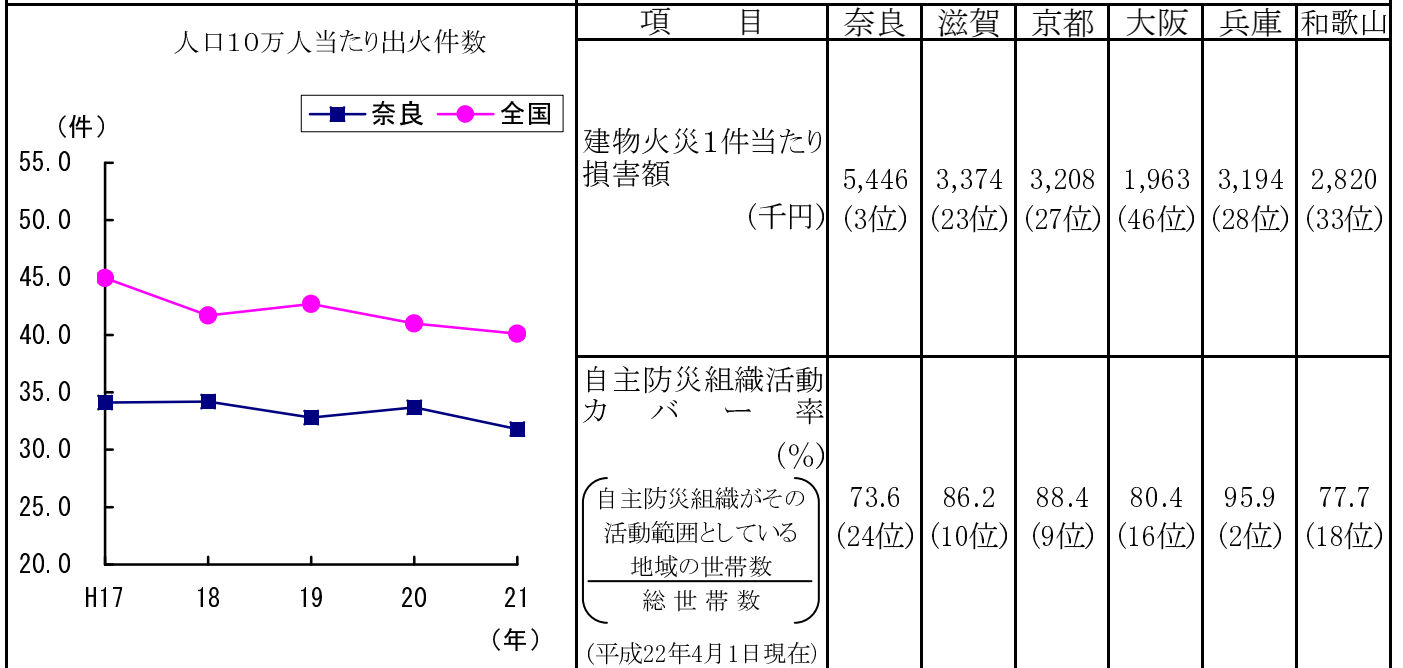 人口10万人当たり出火件数
奈良 全国
(件)
55.0
50.0
45.0
40.0
35.0
30.0
25.0
20.0
H17 18 19 20 21
(年)
項 目 奈良 滋賀 京都 大阪 兵庫 和歌山
建物火災1件当たり
損害額
(千円)
5,446 3,374 3,208 1,963 3,194 2,820
(3位) (23位) (27位) (46位) (28位) (33位)
自主防災組織活動
カバー率
(%)
自主防災組織がその
活動範囲としている
地域の世帯数
総世帯数
(平成22年4月1日現在)
73.6 86.2 88.4 80.4 95.9 77.7
(24位) (10位) (9位) (16位) (2位) (18位)